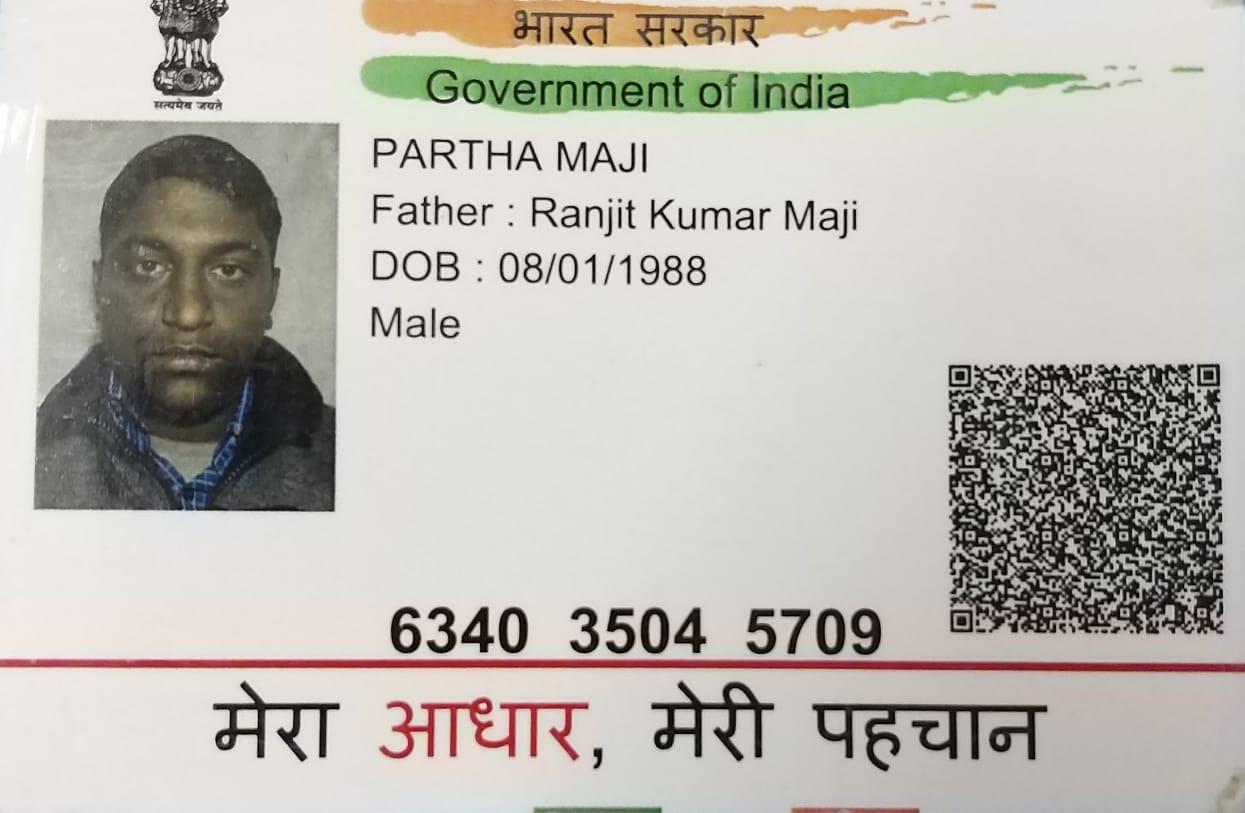 सत्यमेव जयते
भारत सरकार
Government of India
PARTHA MAJI
Father : Ranjit Kumar Maji
DOB : 08/01/1988
Male
6340 3504 5709
मेरा आधार, मेरी पहचान